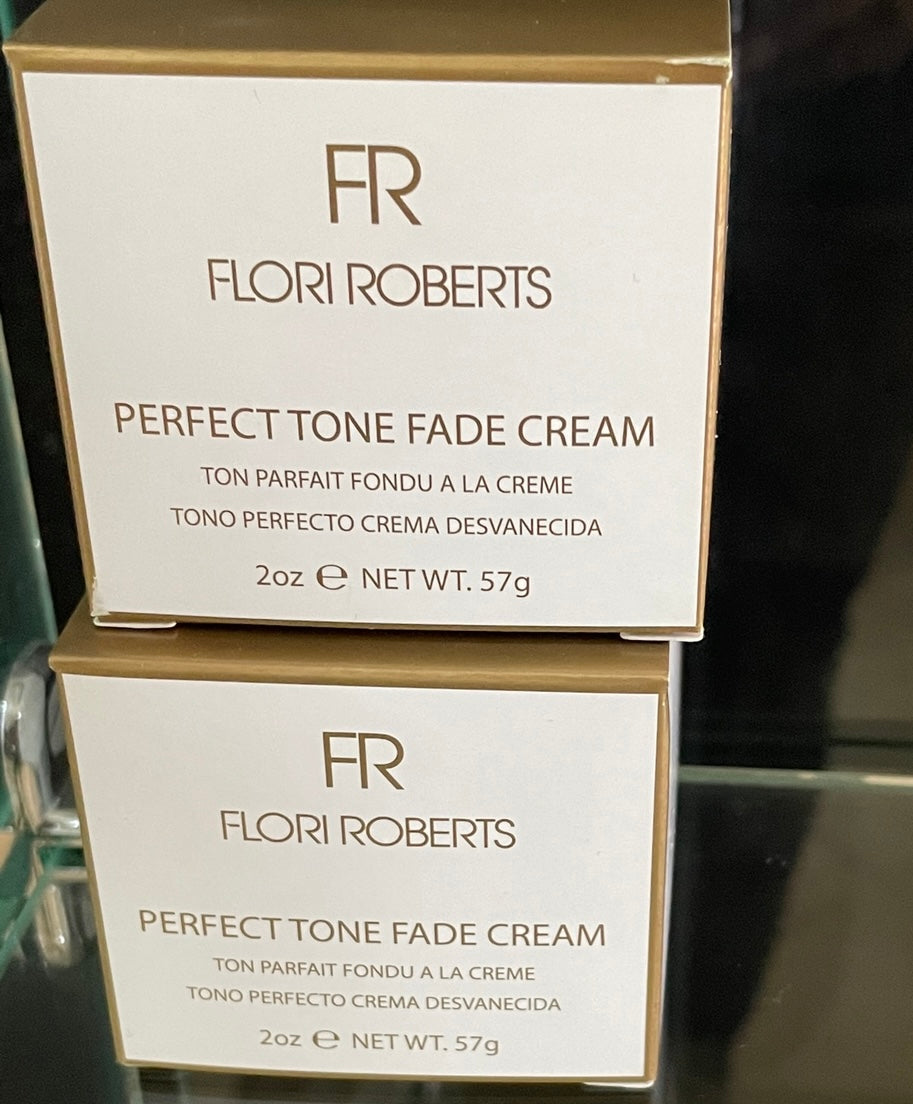 FR
FLORI ROBERTS
PERFECT TONE FADE CREAM
TON PARFAIT FONDU A LA CREME
TONO PERFECTO CREMA DESVANECIDA
2oz ℮ NET WT. 57g
FR
FLORI ROBERTS
PERFECT TONE FADE CREAM
TON PARFAIT FONDU A LA CREME
TONO PERFECTO CREMA DESVANECIDA
2oz ℮ NET WT. 57g